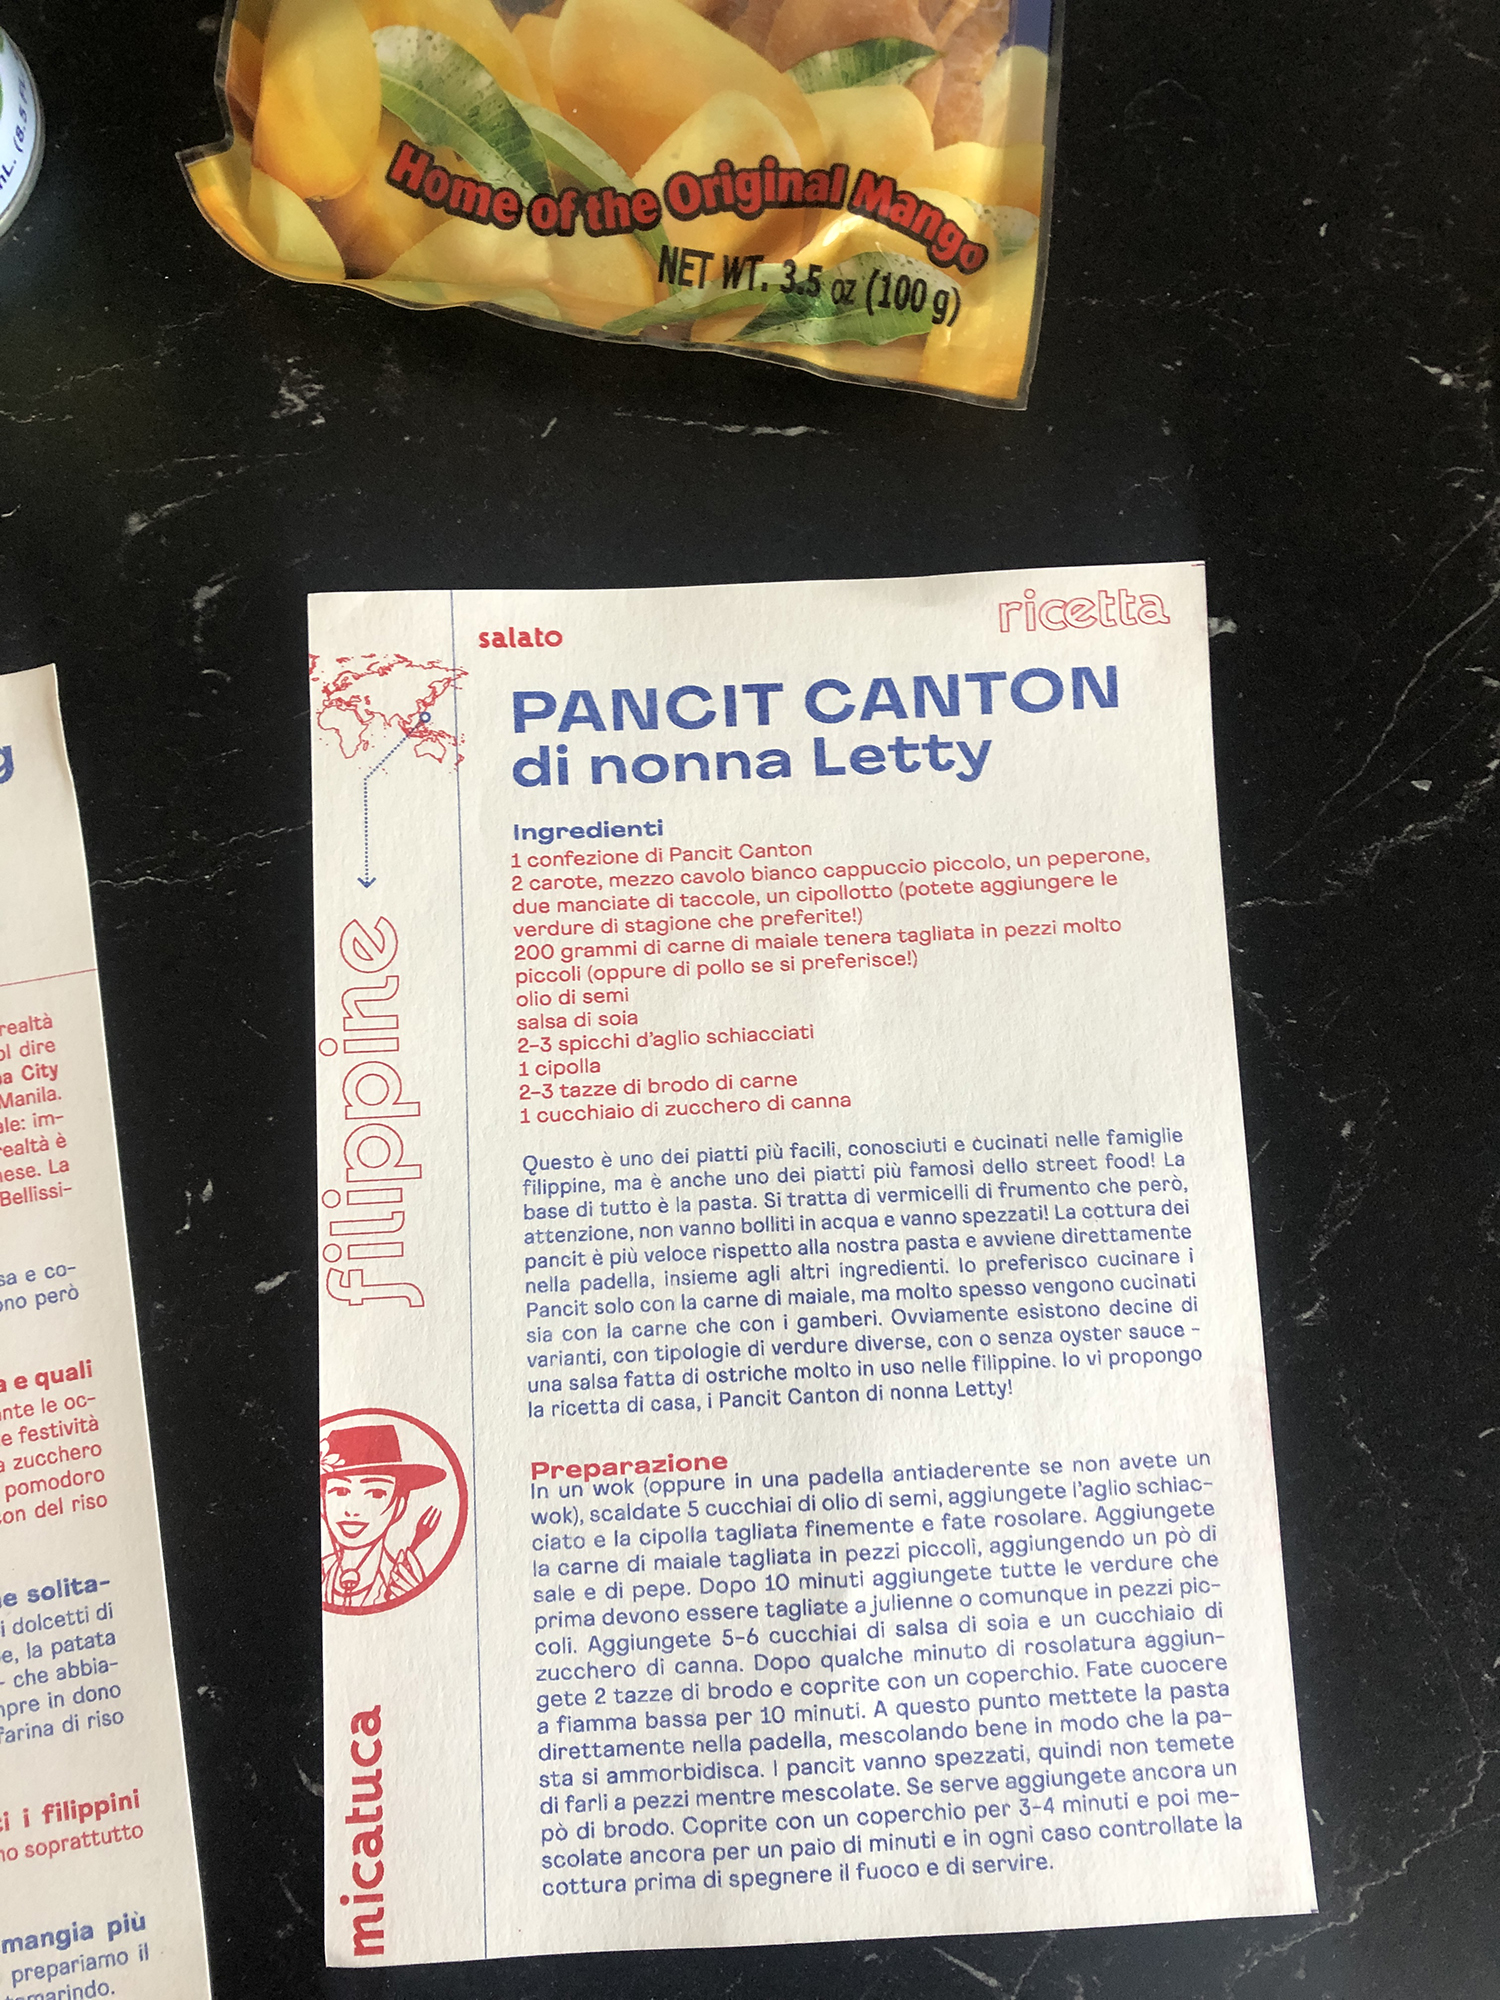 mL. (8.5 FL
Home of the Original Mango
NET WT. 3.5 oz (100 g)
g
realtà
ol dire
a City
Manila.
ale: im-
realtà è
nese. La
Bellissi-
sa e co-
ono però
a e quali
ante le oc-
e festività
a zucchero
pomodoro
con del riso
ne solita-
i dolcetti di
e, la patata
- che abbia-
mpre in dono
farina di riso
ti i filippini
no soprattutto
mangia più
prepariamo il
tamarindo.
ricetta
salato
PANCIT CANTON
di nonna Letty
Ingredienti
1 confezione di Pancit Canton
2 carote, mezzo cavolo bianco cappuccio piccolo, un peperone,
due manciate di taccole, un cipollotto (potete aggiungere le
verdure di stagione che preferite!)
200 grammi di carne di maiale tenera tagliata in pezzi molto
piccoli (oppure di pollo se si preferisce!)
olio di semi
salsa di soia
2-3 spicchi d'aglio schiacciati
1 cipolla
2-3 tazze di brodo di carne
1 cucchiaio di zucchero di canna
Questo è uno dei piatti più facili, conosciuti e cucinati nelle famiglie
filippine, ma è anche uno dei piatti più famosi dello street food! La
base di tutto è la pasta. Si tratta di vermicelli di frumento che però,
attenzione, non vanno bolliti in acqua e vanno spezzati! La cottura dei
pancit è più veloce rispetto alla nostra pasta e avviene direttamente
nella padella, insieme agli altri ingredienti. Io preferisco cucinare i
Pancit solo con la carne di maiale, ma molto spesso vengono cucinati
sia con la carne che con i gamberi. Ovviamente esistono decine di
varianti, con tipologie di verdure diverse, con o senza oyster sauce -
una salsa fatta di ostriche molto in uso nelle filippine. Io vi propongo
la ricetta di casa, i Pancit Canton di nonna Letty!
Preparazione
In un wok (oppure in una padella antiaderente se non avete un
wok), scaldate 5 cucchiai di olio di semi, aggiungete l'aglio schiac-
ciato e la cipolla tagliata finemente e fate rosolare. Aggiungete
la carne di maiale tagliata in pezzi piccoli, aggiungendo un pò di
sale e di pepe. Dopo 10 minuti aggiungete tutte le verdure che
prima devono essere tagliate a julienne o comunque in pezzi pic-
coli. Aggiungete 5-6 cucchiai di salsa di soia e un cucchiaio di
zucchero di canna. Dopo qualche minuto di rosolatura aggiun-
gete 2 tazze di brodo e coprite con un coperchio. Fate cuocere
a fiamma bassa per 10 minuti. A questo punto mettete la pasta
direttamente nella padella, mescolando bene in modo che la pa-
sta si ammorbidisca. I pancit vanno spezzati, quindi non temete
di farli a pezzi mentre mescolate. Se serve aggiungete ancora un
pò di brodo. Coprite con un coperchio per 3-4 minuti e poi me-
scolate ancora per un paio di minuti e in ogni caso controllate la
cottura prima di spegnere il fuoco e di servire.
filippine
micatuca